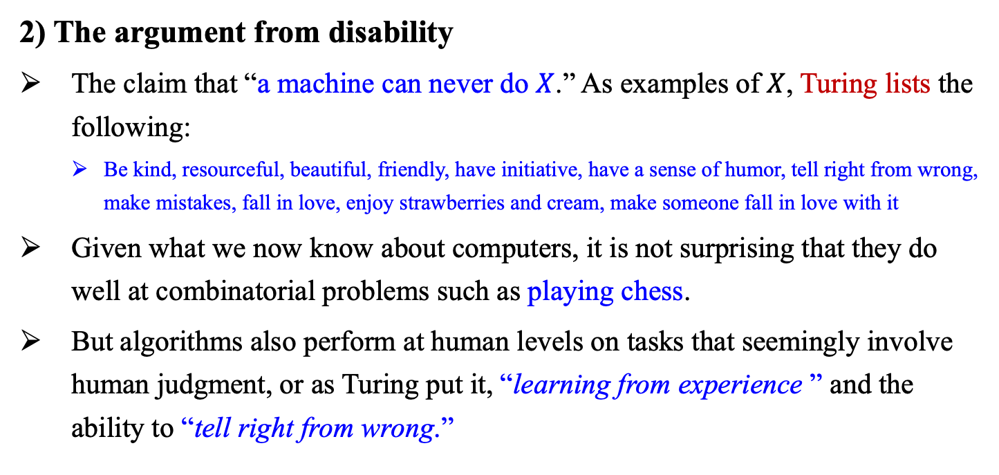 2) The argument from disability
➢ The claim that “a machine can never do X.” As examples of X, Turing lists the
following:
➢ Be kind, resourceful, beautiful, friendly, have initiative, have a sense of humor, tell right from wrong,
make mistakes, fall in love, enjoy strawberries and cream, make someone fall in love with it
➢ Given what we now know about computers, it is not surprising that they do
well at combinatorial problems such as playing chess.
➢ But algorithms also perform at human levels on tasks that seemingly involve
human judgment, or as Turing put it, “learning from experience ” and the
ability to “tell right from wrong.”